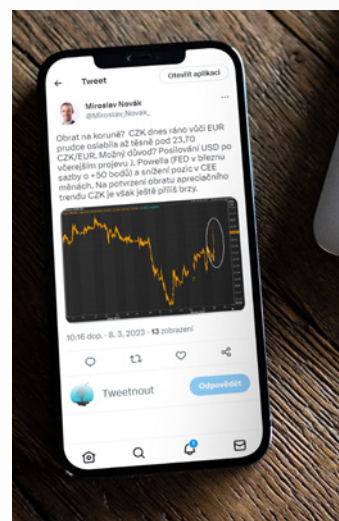 Tweet
Otevřít aplikaci
Miroslav Novák
@Miroslav_Novak_
Obrat na koruně? CZK dnes ráno vůči EUR
prudce oslabila až těsně pod 23,70
CZK/EUR. Možný důvod? Posilování USD po
včerejším projevu J. Powella (FED v březnu
sazby o +50 bodů) a snížení pozic v CEE
měnách. Na potvrzení obratu apreciačního
trendu CZK je však ještě příliš brzy.
10:16 dop. · 8. 3. 2023 · 13 zobrazení
Tweetnout
Odpovědět